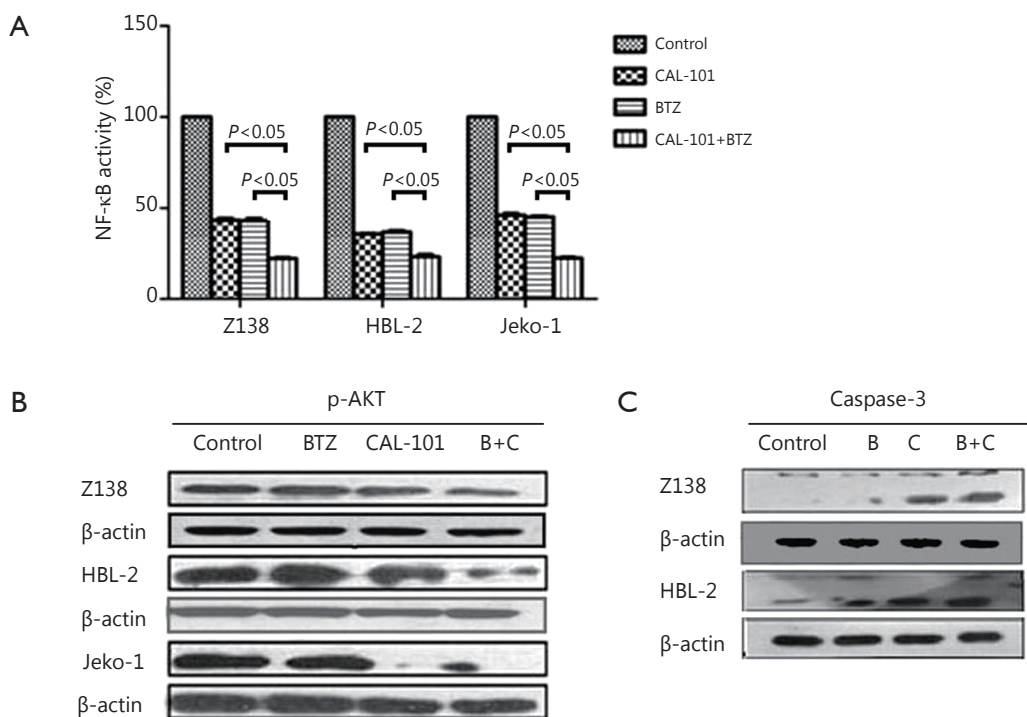 A
150
100
50
0
NF-κB activity (%)
P<0.05
P<0.05
P<0.05
P<0.05
P<0.05
P<0.05
Z138
HBL-2
Jeko-1
Control
CAL-101
BTZ
CAL-101+BTZ
B
p-AKT
Control BTZ CAL-101 B+C
Z138
β-actin
HBL-2
β-actin
Jeko-1
β-actin
C
Caspase-3
Control B C B+C
Z138
β-actin
HBL-2
β-actin